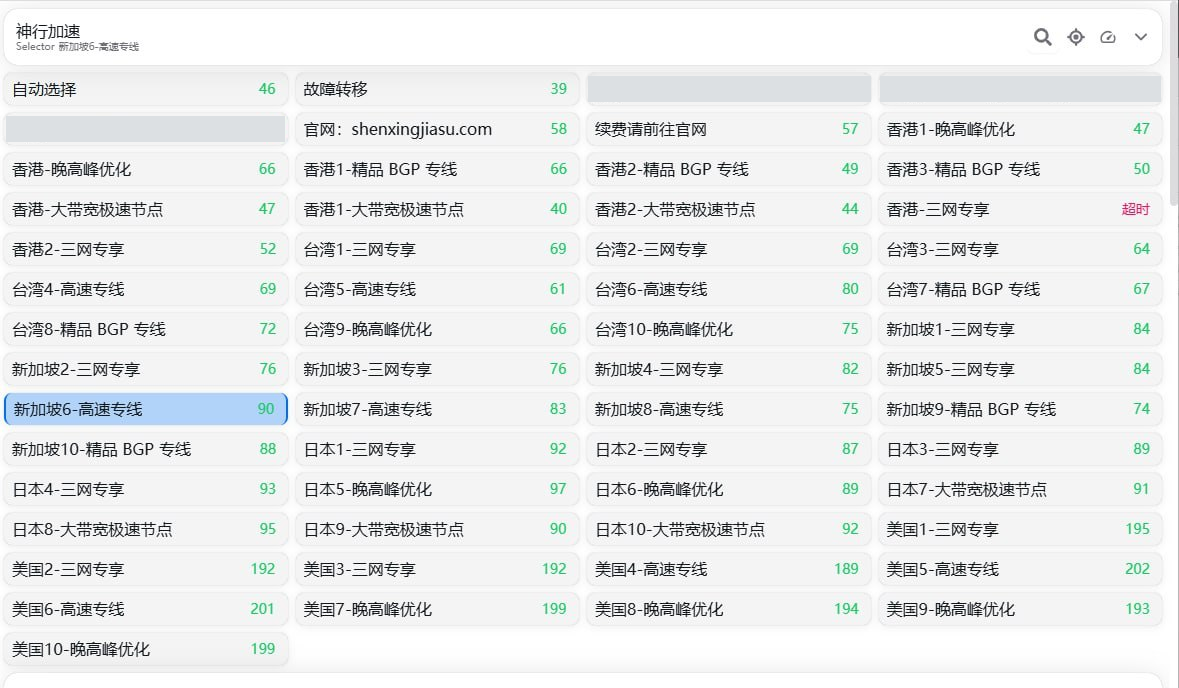 神行加速
Selector 新加坡6-高速专线
自动选择 46
故障转移 39
官网：shenxingjiasu.com 58
续费请前往官网 57
香港1-晚高峰优化 47
香港-晚高峰优化 66
香港1-精品 BGP 专线 66
香港2-精品 BGP 专线 49
香港3-精品 BGP 专线 50
香港-大带宽极速节点 47
香港1-大带宽极速节点 40
香港2-大带宽极速节点 44
香港-三网专享 超时
香港2-三网专享 52
台湾1-三网专享 69
台湾2-三网专享 69
台湾3-三网专享 64
台湾4-高速专线 69
台湾5-高速专线 61
台湾6-高速专线 80
台湾7-精品 BGP 专线 67
台湾8-精品 BGP 专线 72
台湾9-晚高峰优化 66
台湾10-晚高峰优化 75
新加坡1-三网专享 84
新加坡2-三网专享 76
新加坡3-三网专享 76
新加坡4-三网专享 82
新加坡5-三网专享 84
新加坡6-高速专线 90
新加坡7-高速专线 83
新加坡8-高速专线 75
新加坡9-精品 BGP 专线 74
新加坡10-精品 BGP 专线 88
日本1-三网专享 92
日本2-三网专享 87
日本3-三网专享 89
日本4-三网专享 93
日本5-晚高峰优化 97
日本6-晚高峰优化 89
日本7-大带宽极速节点 91
日本8-大带宽极速节点 95
日本9-大带宽极速节点 90
日本10-大带宽极速节点 92
美国1-三网专享 195
美国2-三网专享 192
美国3-三网专享 192
美国4-高速专线 189
美国5-高速专线 202
美国6-高速专线 201
美国7-晚高峰优化 199
美国8-晚高峰优化 194
美国9-晚高峰优化 193
美国10-晚高峰优化 199